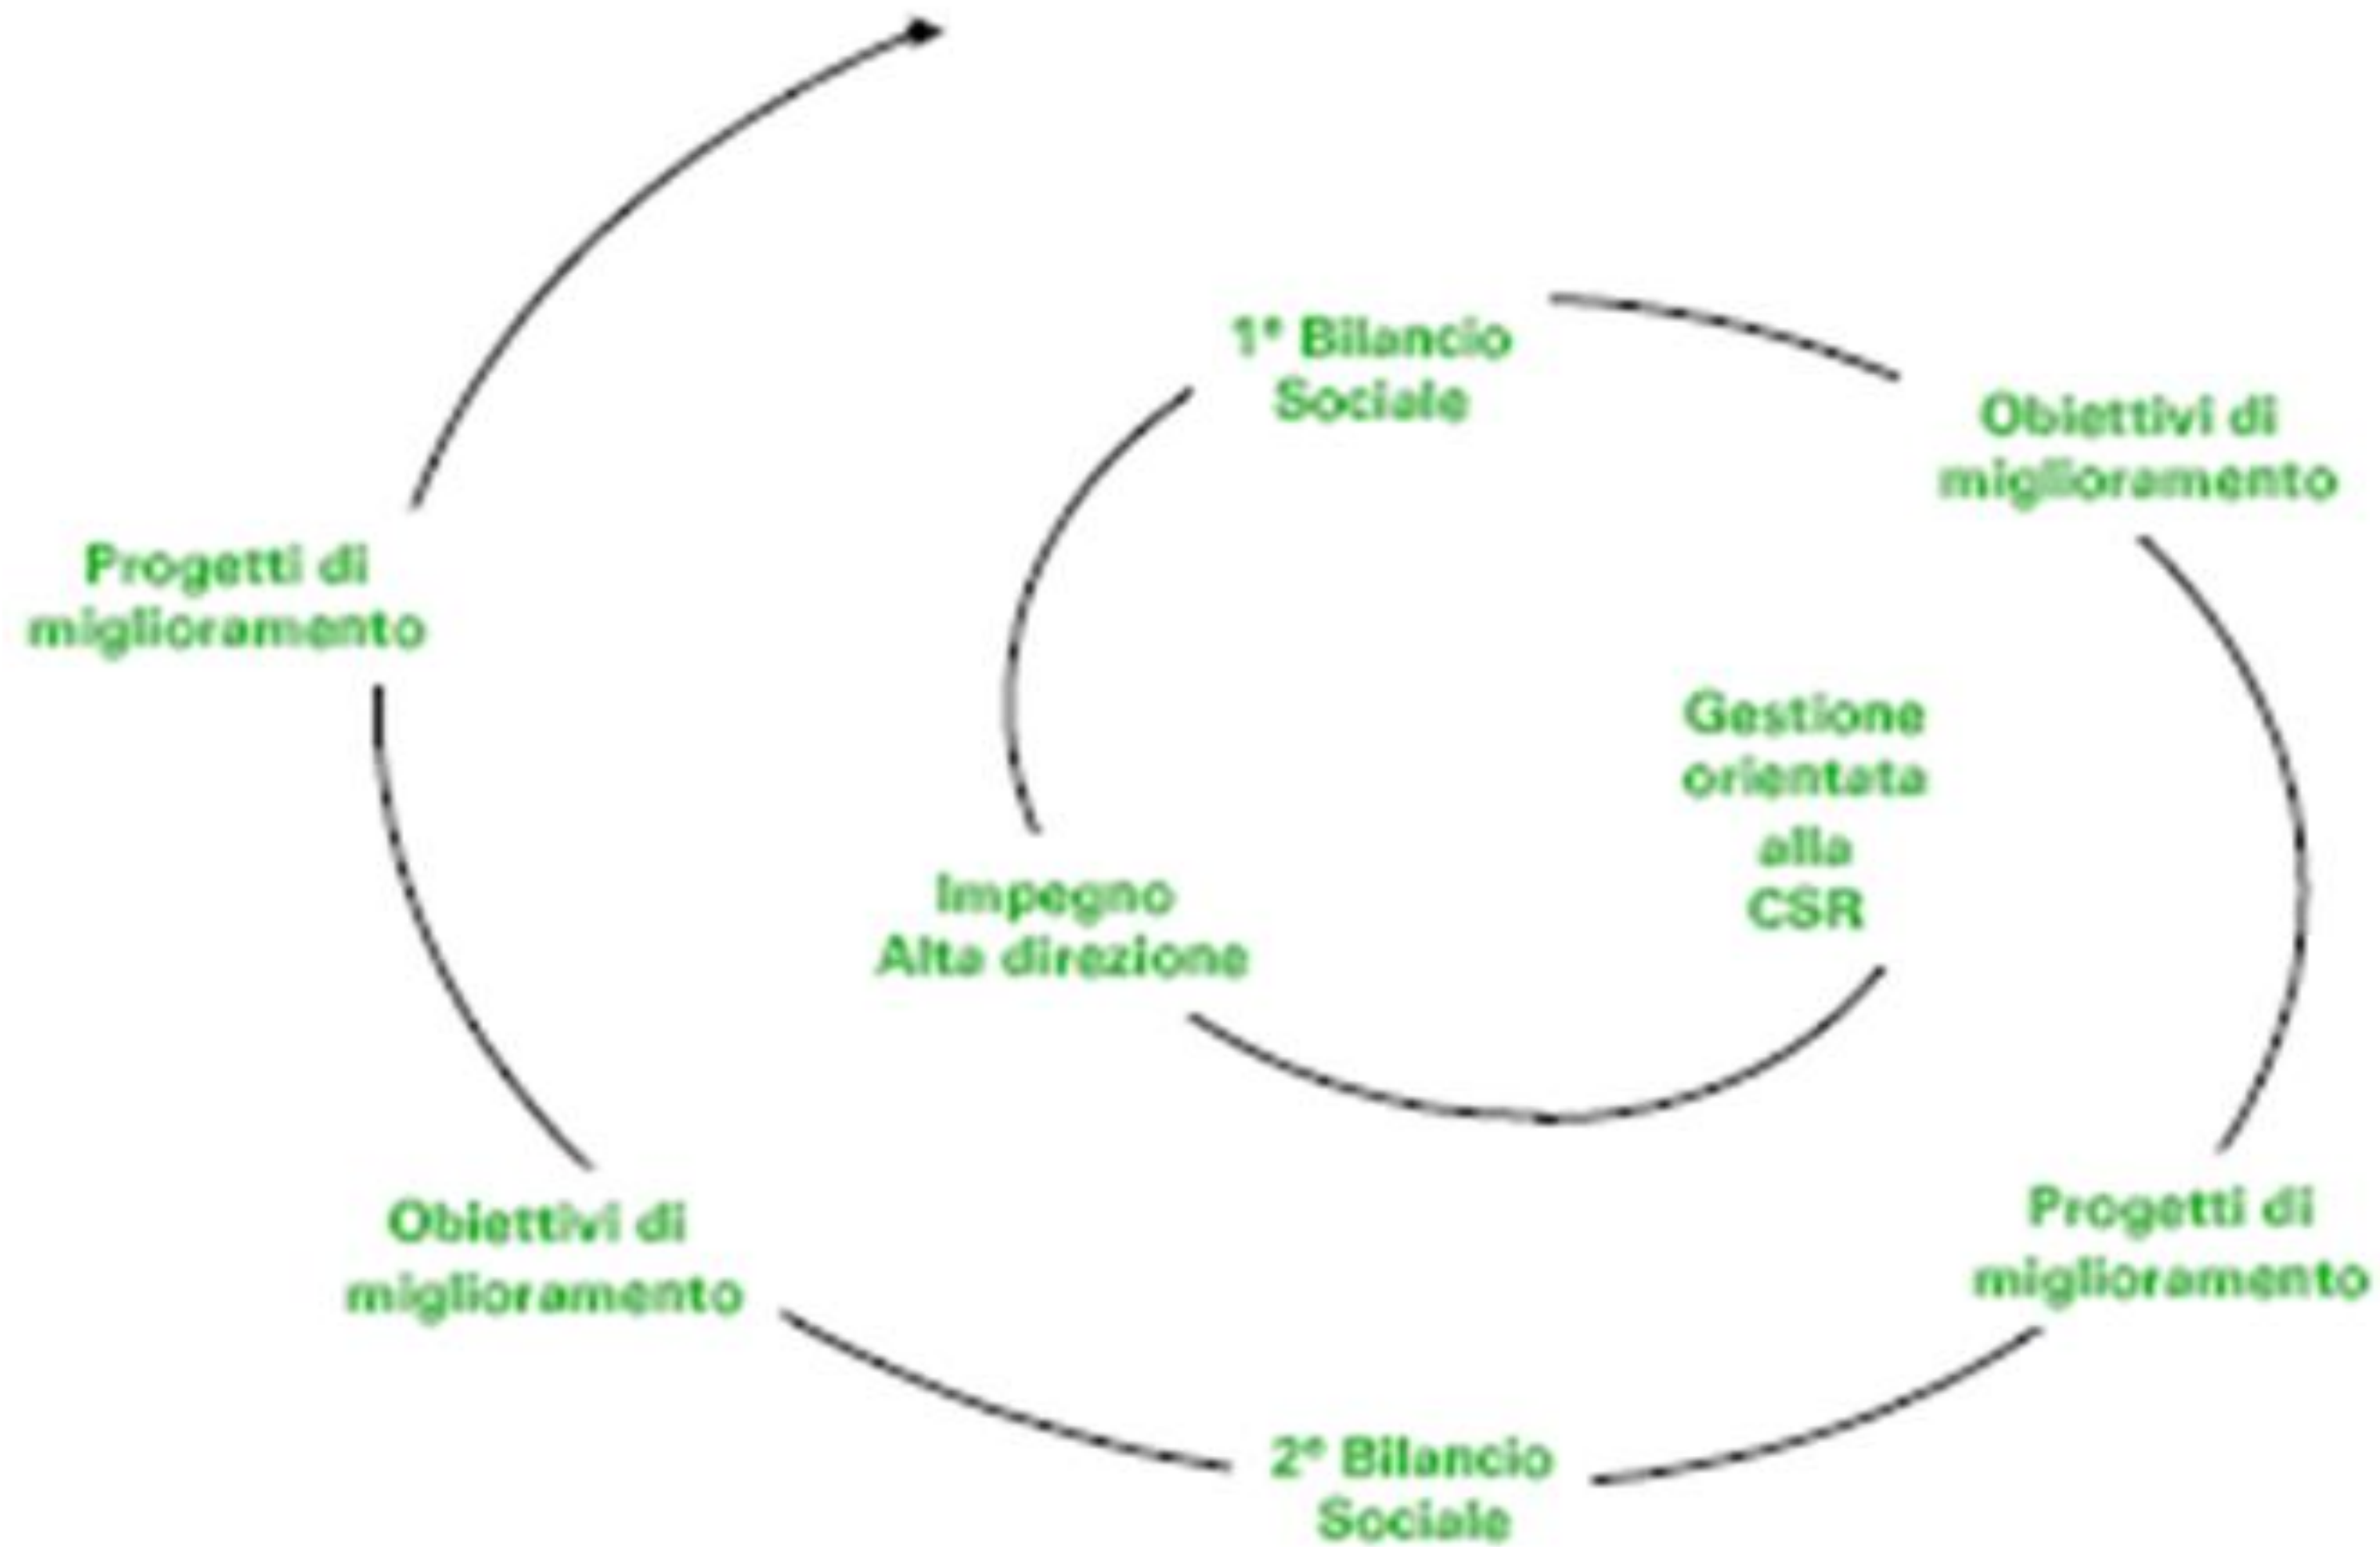 1° Bilancio
Sociale
Obiettivi di
miglioramento
Progetti di
miglioramento
Gestione
orientata
alla
CSR
Impegno
Alta direzione
Obiettivi di
miglioramento
Progetti di
miglioramento
2° Bilancio
Sociale